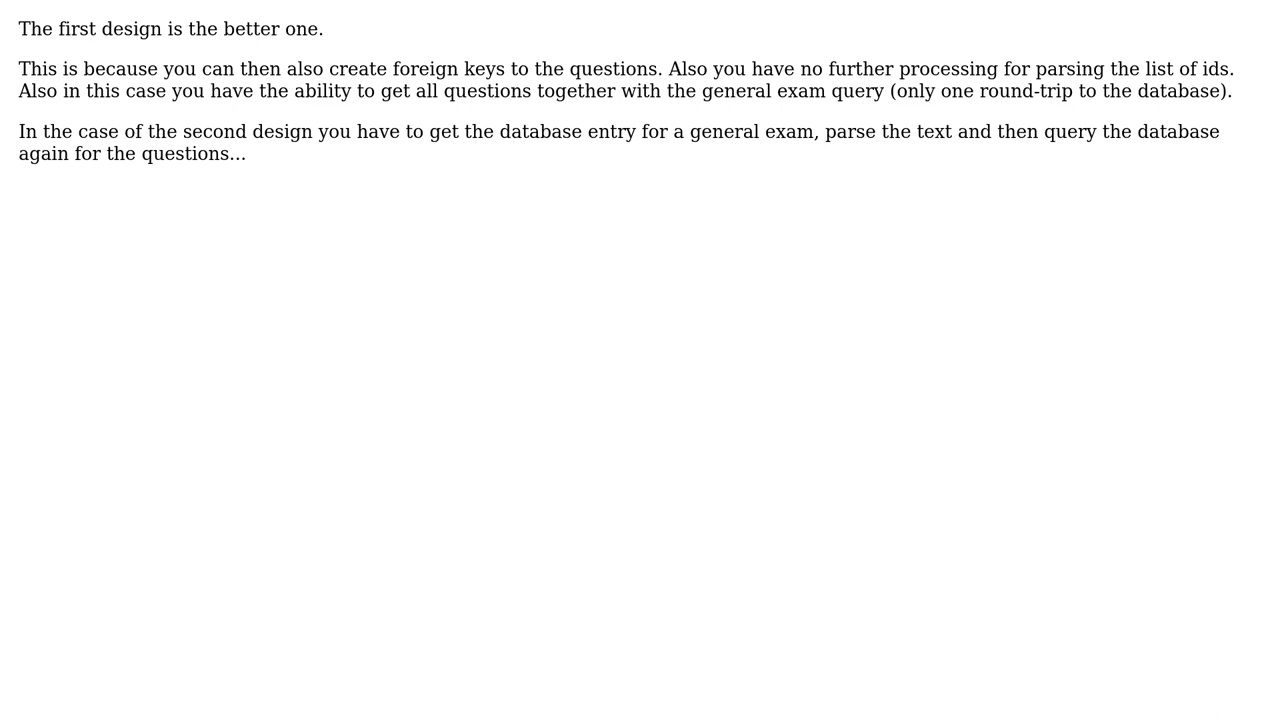 The first design is the better one.
This is because you can then also create foreign keys to the questions. Also you have no further processing for parsing the list of ids.
Also in this case you have the ability to get all questions together with the general exam query (only one round-trip to the database).
In the case of the second design you have to get the database entry for a general exam, parse the text and then query the database
again for the questions...